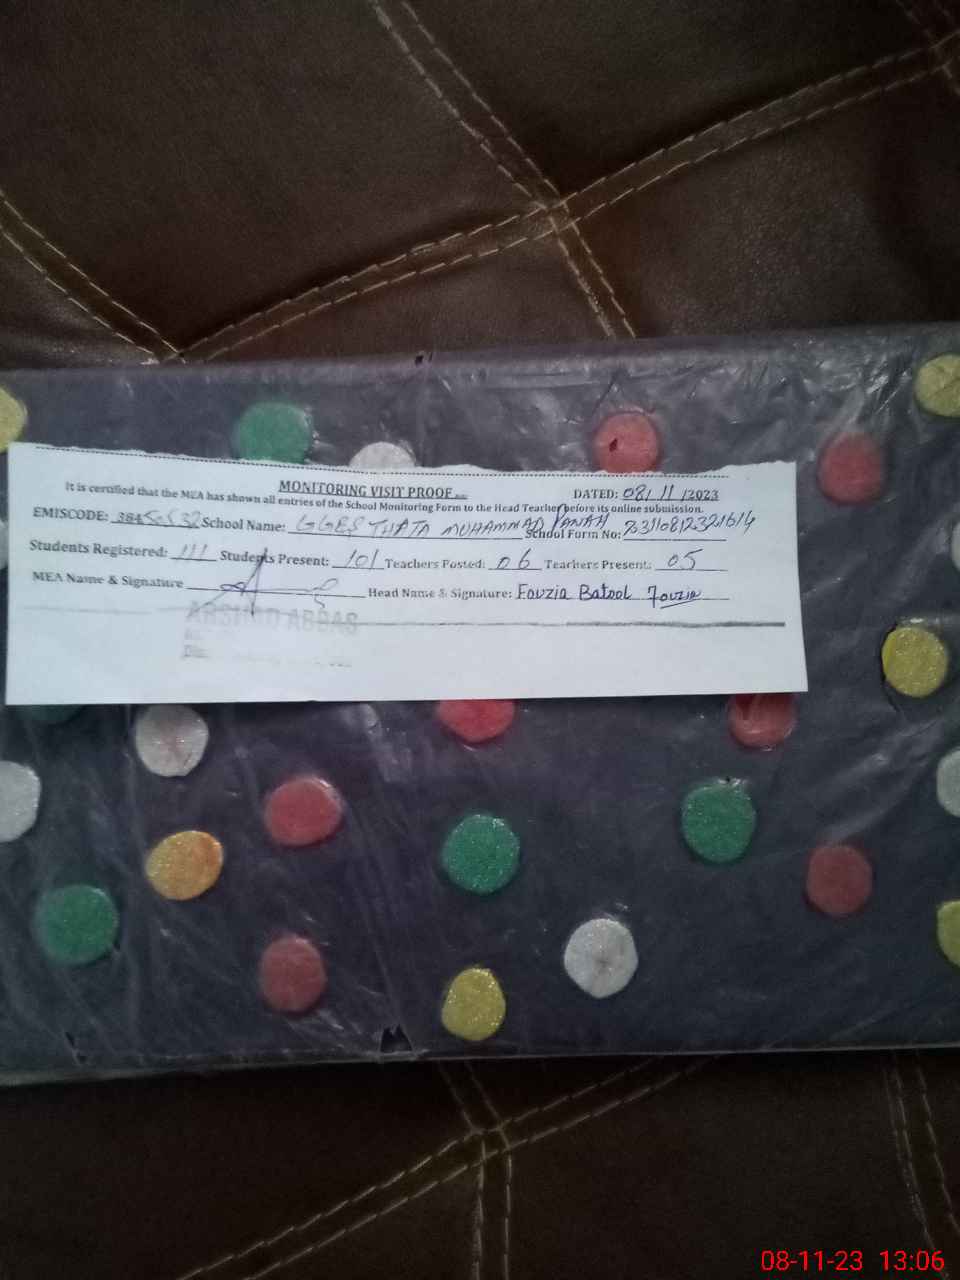 MONITORING VISIT PROOF
DATED: 08/11/2023
It is certified that the MEA has shown all entries of the School Monitoring Form to the Head Teacher before its online submission.
EMISCODE: 38450532 School Name: GGES THATA MUHAMMAD PANAH School Form No:
Students Registered: 111 Students Present: 101 Teachers Posted: 06 Teachers Present: 05
MEA Name & Signature Head Name & Signature: Fouzia Batool Fouzia
ARSHAD ABBAS
08-11-23 13:06